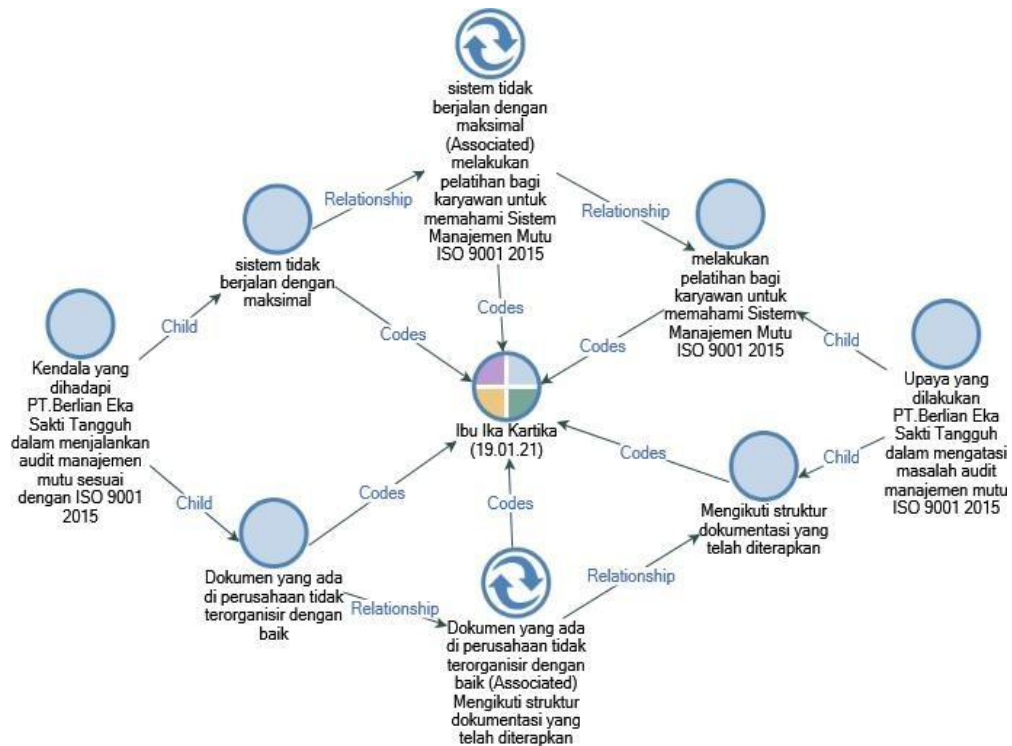 sistem tidak
berjalan dengan
maksimal
(Associated)
melakukan
pelatihan bagi
karyawan untuk
memahami Sistem
Manajemen Mutu
ISO 9001 2015
Relationship
Relationship
sistem tidak
berjalan dengan
maksimal
melakukan
pelatihan bagi
karyawan untuk
memahami Sistem
Manajemen Mutu
ISO 9001 2015
Child
Codes
Codes
Codes
Child
Kendala yang
dihadapi
PT.Berlian Eka
Sakti Tangguh
dalam menjalankan
audit manajemen
mutu sesuai
dengan ISO 9001
2015
Ibu Ika Kartika
(19.01.21)
Upaya yang
dilakukan
PT.Berlian Eka
Sakti Tangguh
dalam mengatasi
masalah audit
manajemen mutu
ISO 9001 2015
Child
Codes
Codes
Codes
Child
Mengikuti struktur
dokumentasi yang
telah diterapkan
Dokumen yang ada
di perusahaan tidak
terorganisir dengan
baik
Relationship
Relationship
Dokumen yang ada
di perusahaan tidak
terorganisir dengan
baik (Associated)
Mengikuti struktur
dokumentasi yang
telah diterapkan